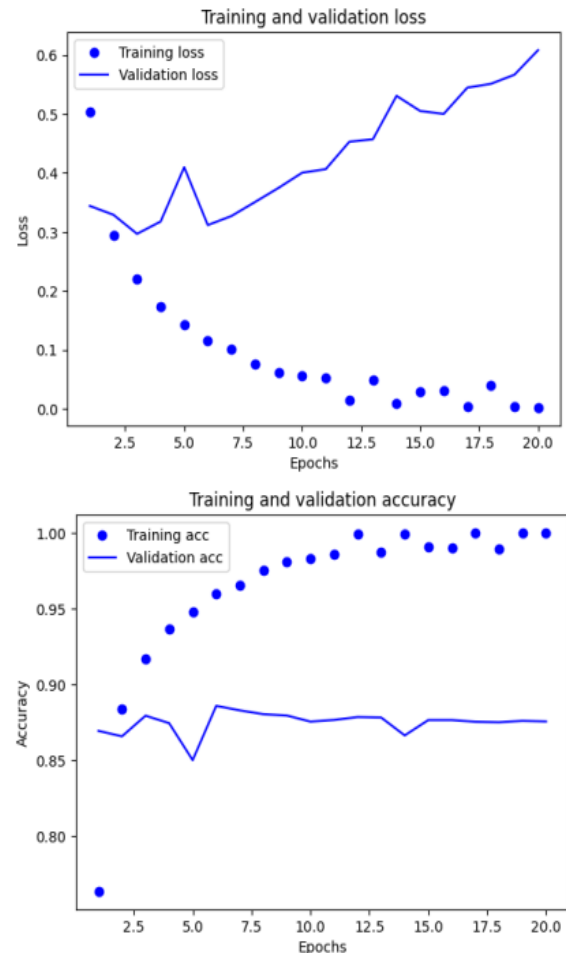 Training and validation loss
Training loss
Validation loss
0.6
0.5
0.4
0.3
0.2
0.1
0.0
Loss
2.5 5.0 7.5 10.0 12.5 15.0 17.5 20.0
Epochs
Training and validation accuracy
Training acc
Validation acc
1.00
0.95
0.90
0.85
0.80
Accuracy
2.5 5.0 7.5 10.0 12.5 15.0 17.5 20.0
Epochs